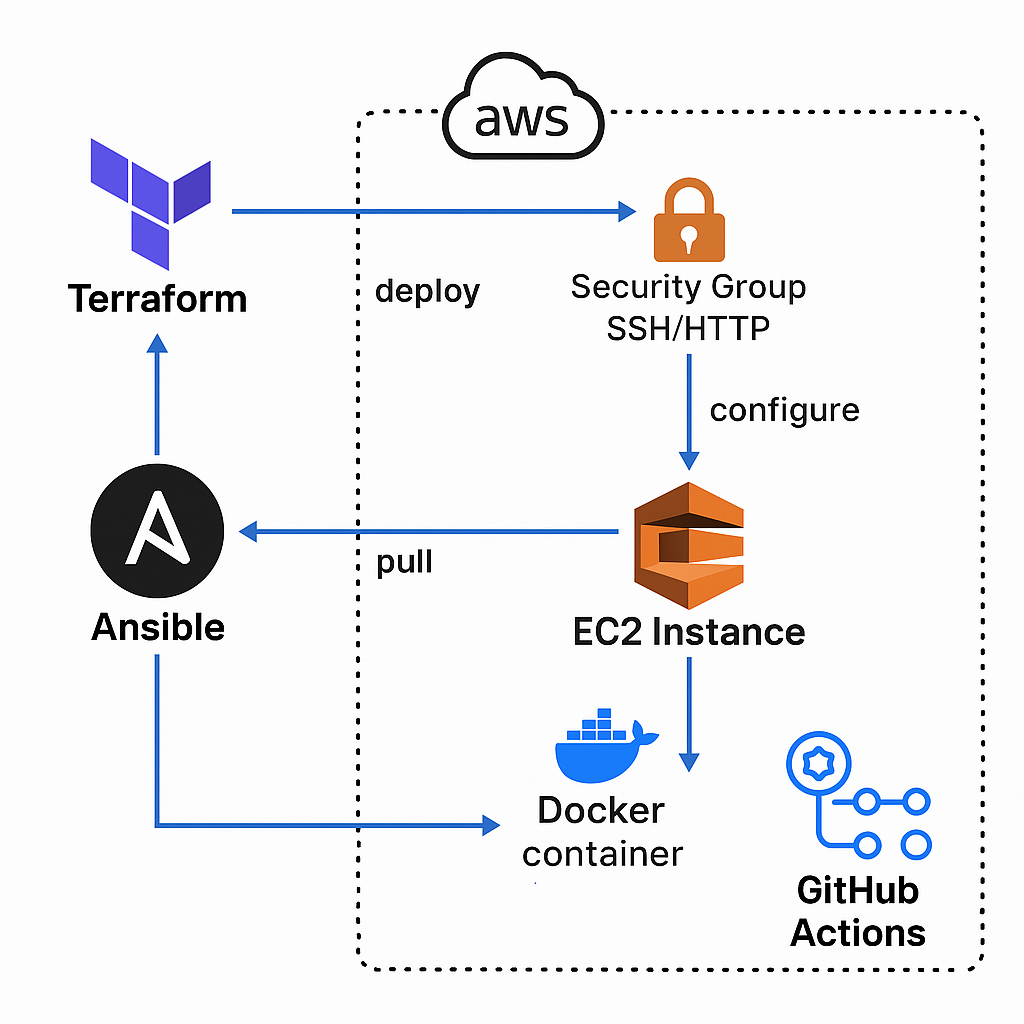 aws
Terraform
deploy
Security Group
SSH/HTTP
configure
Ansible
pull
EC2 Instance
Docker
container
GitHub
Actions